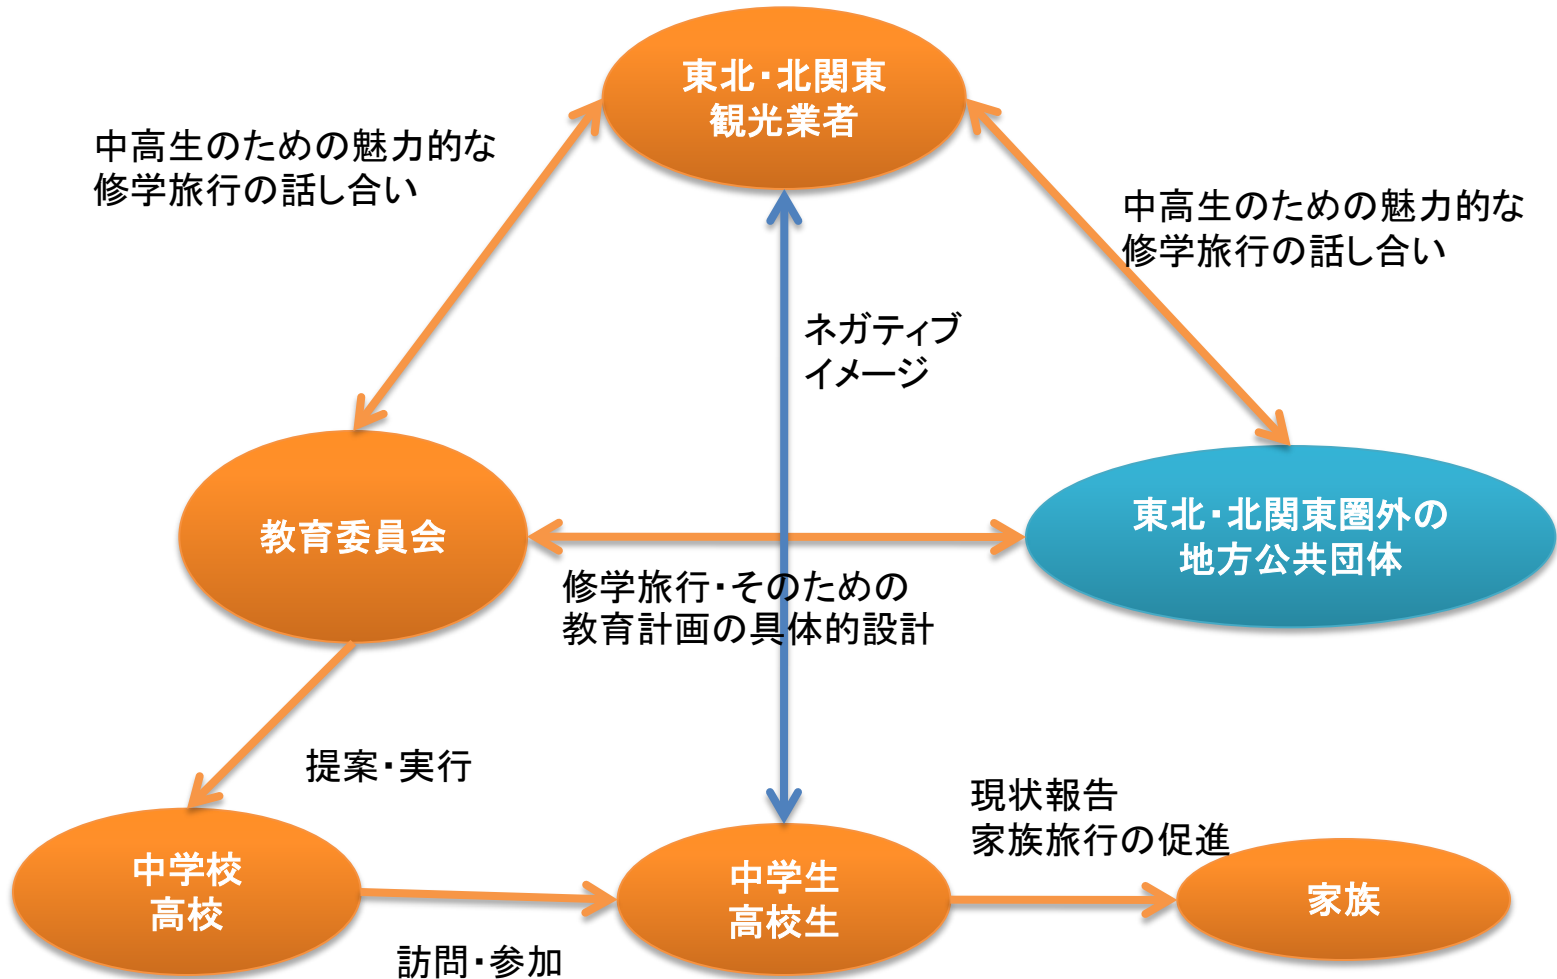 東北・北関東
観光業者
中高生のための魅力的な
修学旅行の話し合い
中高生のための魅力的な
修学旅行の話し合い
ネガティブ
イメージ
教育委員会
東北・北関東圏外の
地方公共団体
修学旅行・そのための
教育計画の具体的設計
提案・実行
現状報告
家族旅行の促進
中学校
高校
中学生
高校生
家族
訪問・参加